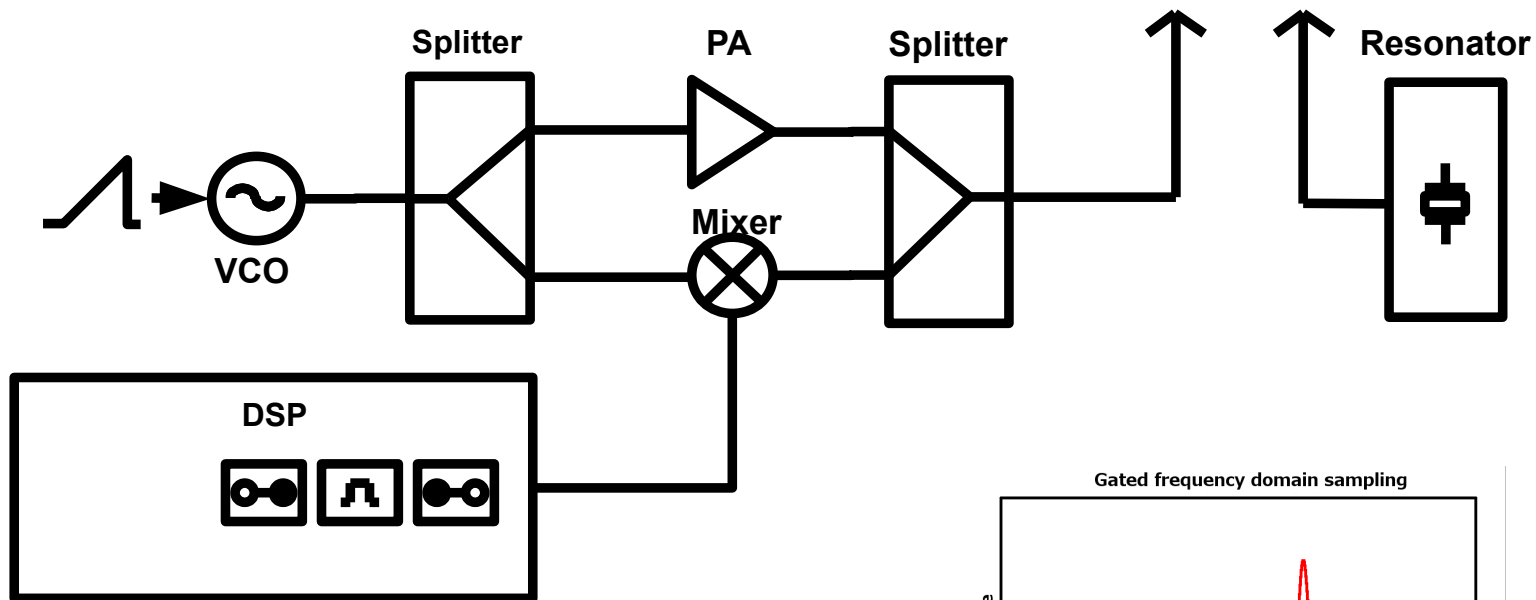 Splitter
PA
Splitter
Resonator
Mixer
VCO
DSP
Gated frequency domain sampling